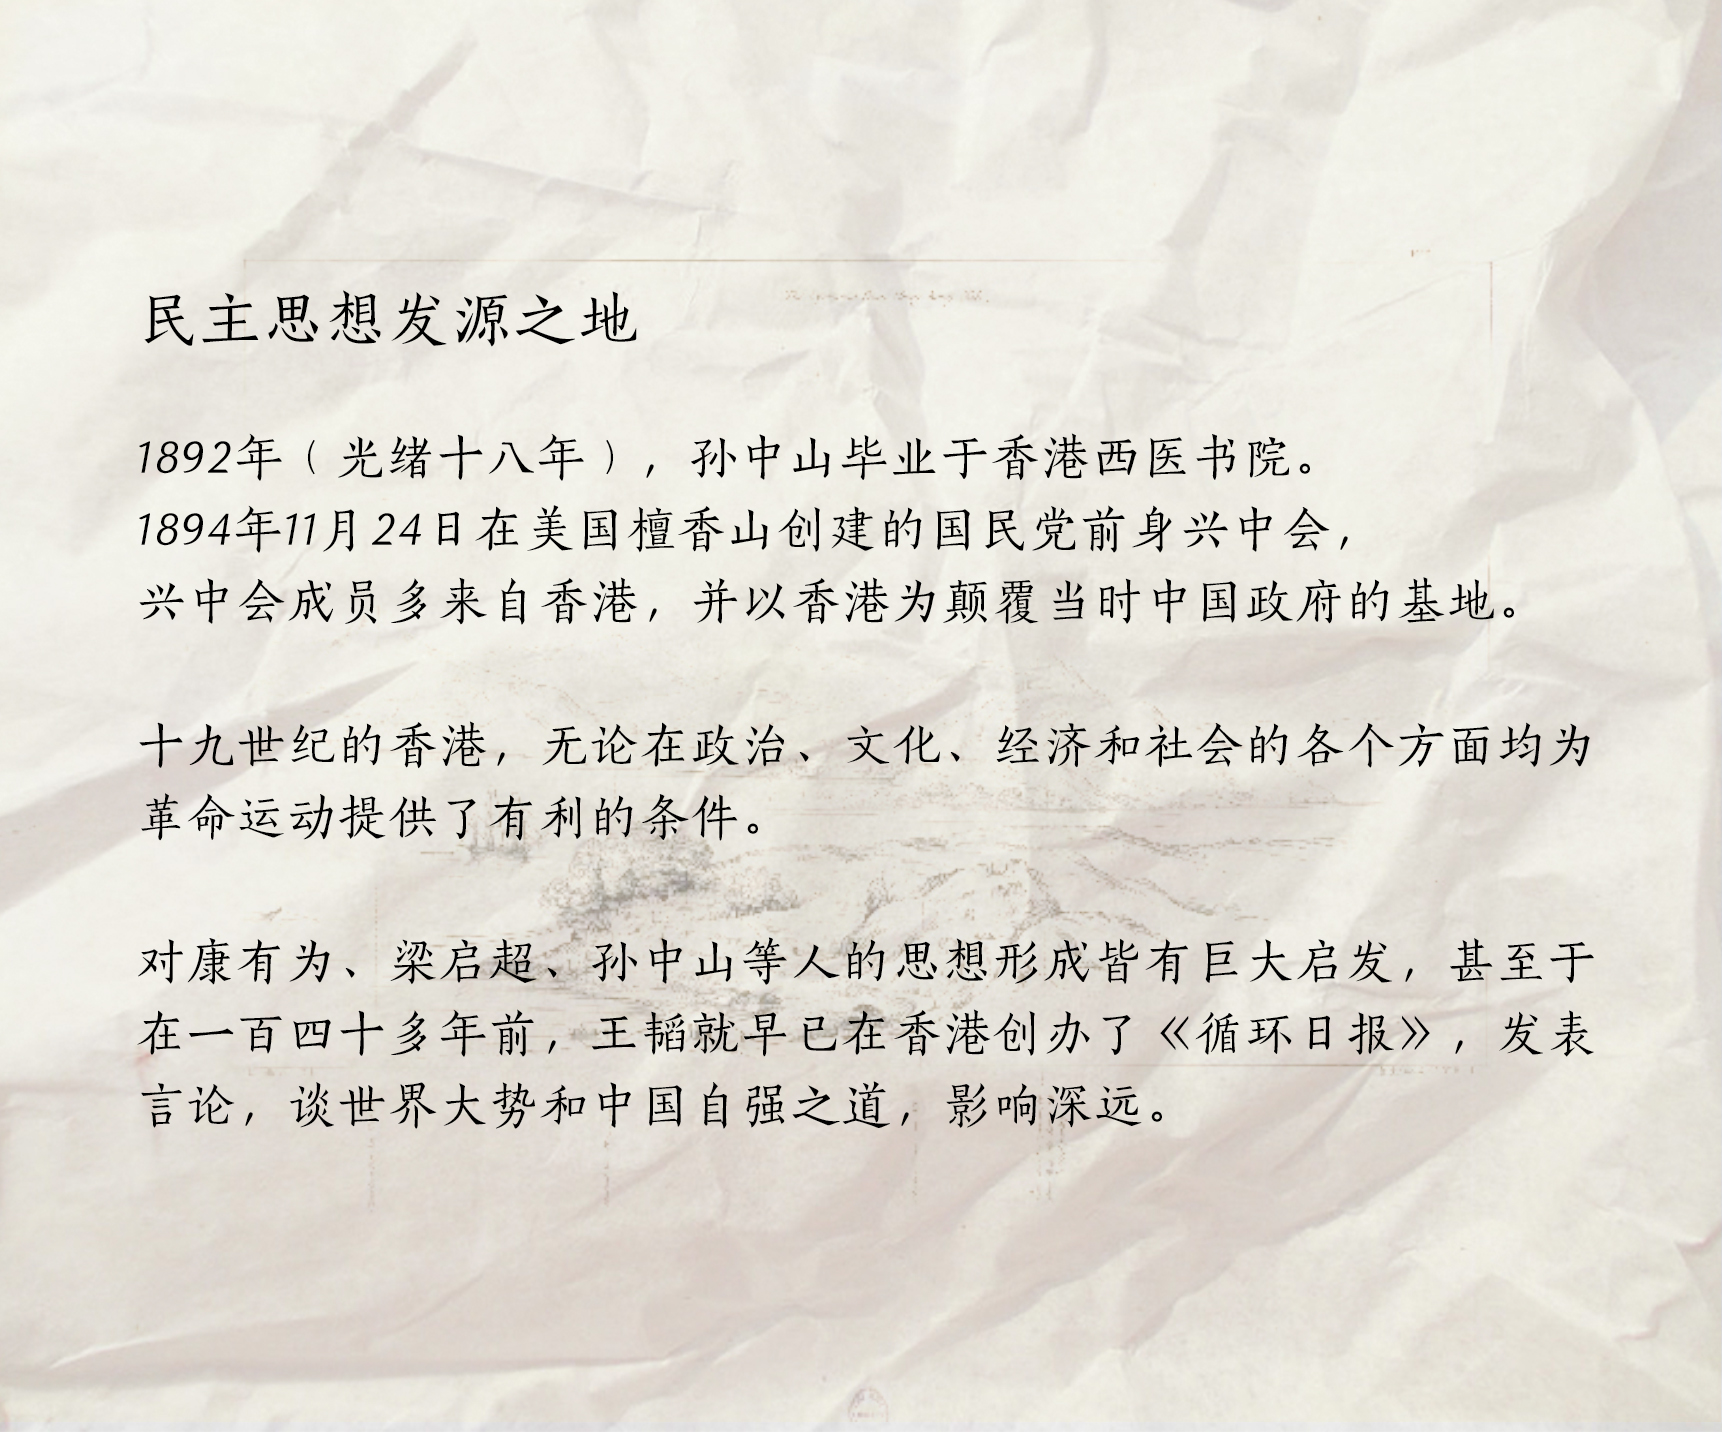 民主思想发源之地
1892年（光绪十八年），孙中山毕业于香港西医书院。
1894年11月24日在美国檀香山创建的国民党前身兴中会，
兴中会成员多来自香港，并以香港为颠覆当时中国政府的基地。
十九世纪的香港，无论在政治、文化、经济和社会的各个方面均为
革命运动提供了有利的条件。
对康有为、梁启超、孙中山等人的思想形成皆有巨大启发，甚至于
在一百四十多年前，王韬就早已在香港创办了《循环日报》，发表
言论，谈世界大势和中国自强之道，影响深远。